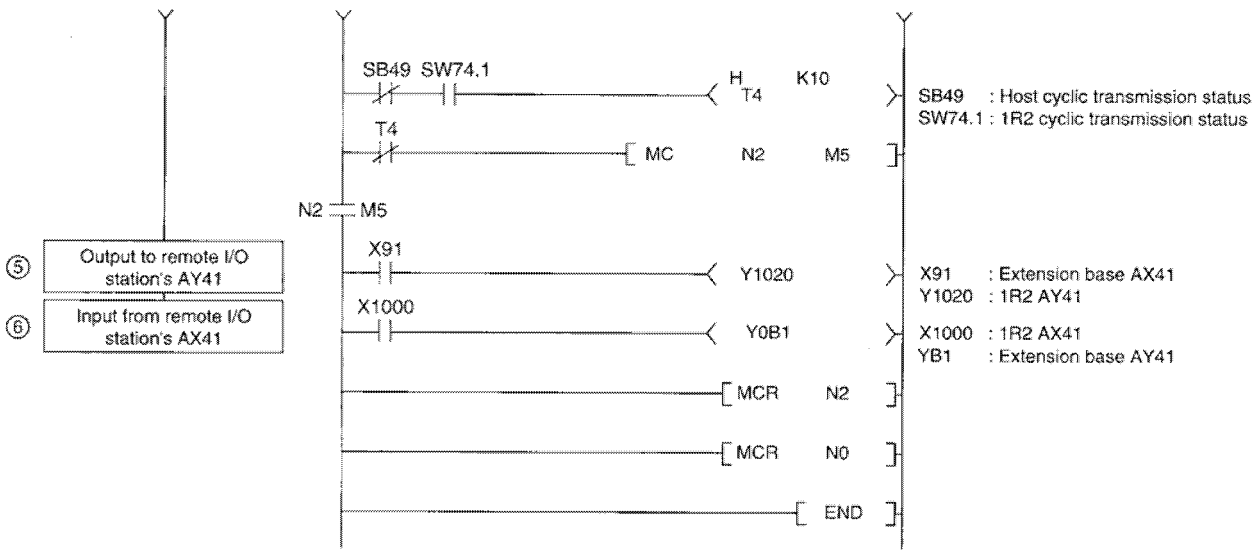 SB49 SW74.1
H K10
T4
SB49 : Host cyclic transmission status
SW74.1 : 1R2 cyclic transmission status
T4
MC N2 M5
N2 M5
⑤ Output to remote I/O
station's AY41
X91
Y1020
X91 : Extension base AX41
Y1020 : 1R2 AY41
⑥ Input from remote I/O
station's AX41
X1000
Y0B1
X1000 : 1R2 AX41
YB1 : Extension base AY41
MCR N2
MCR N0
END